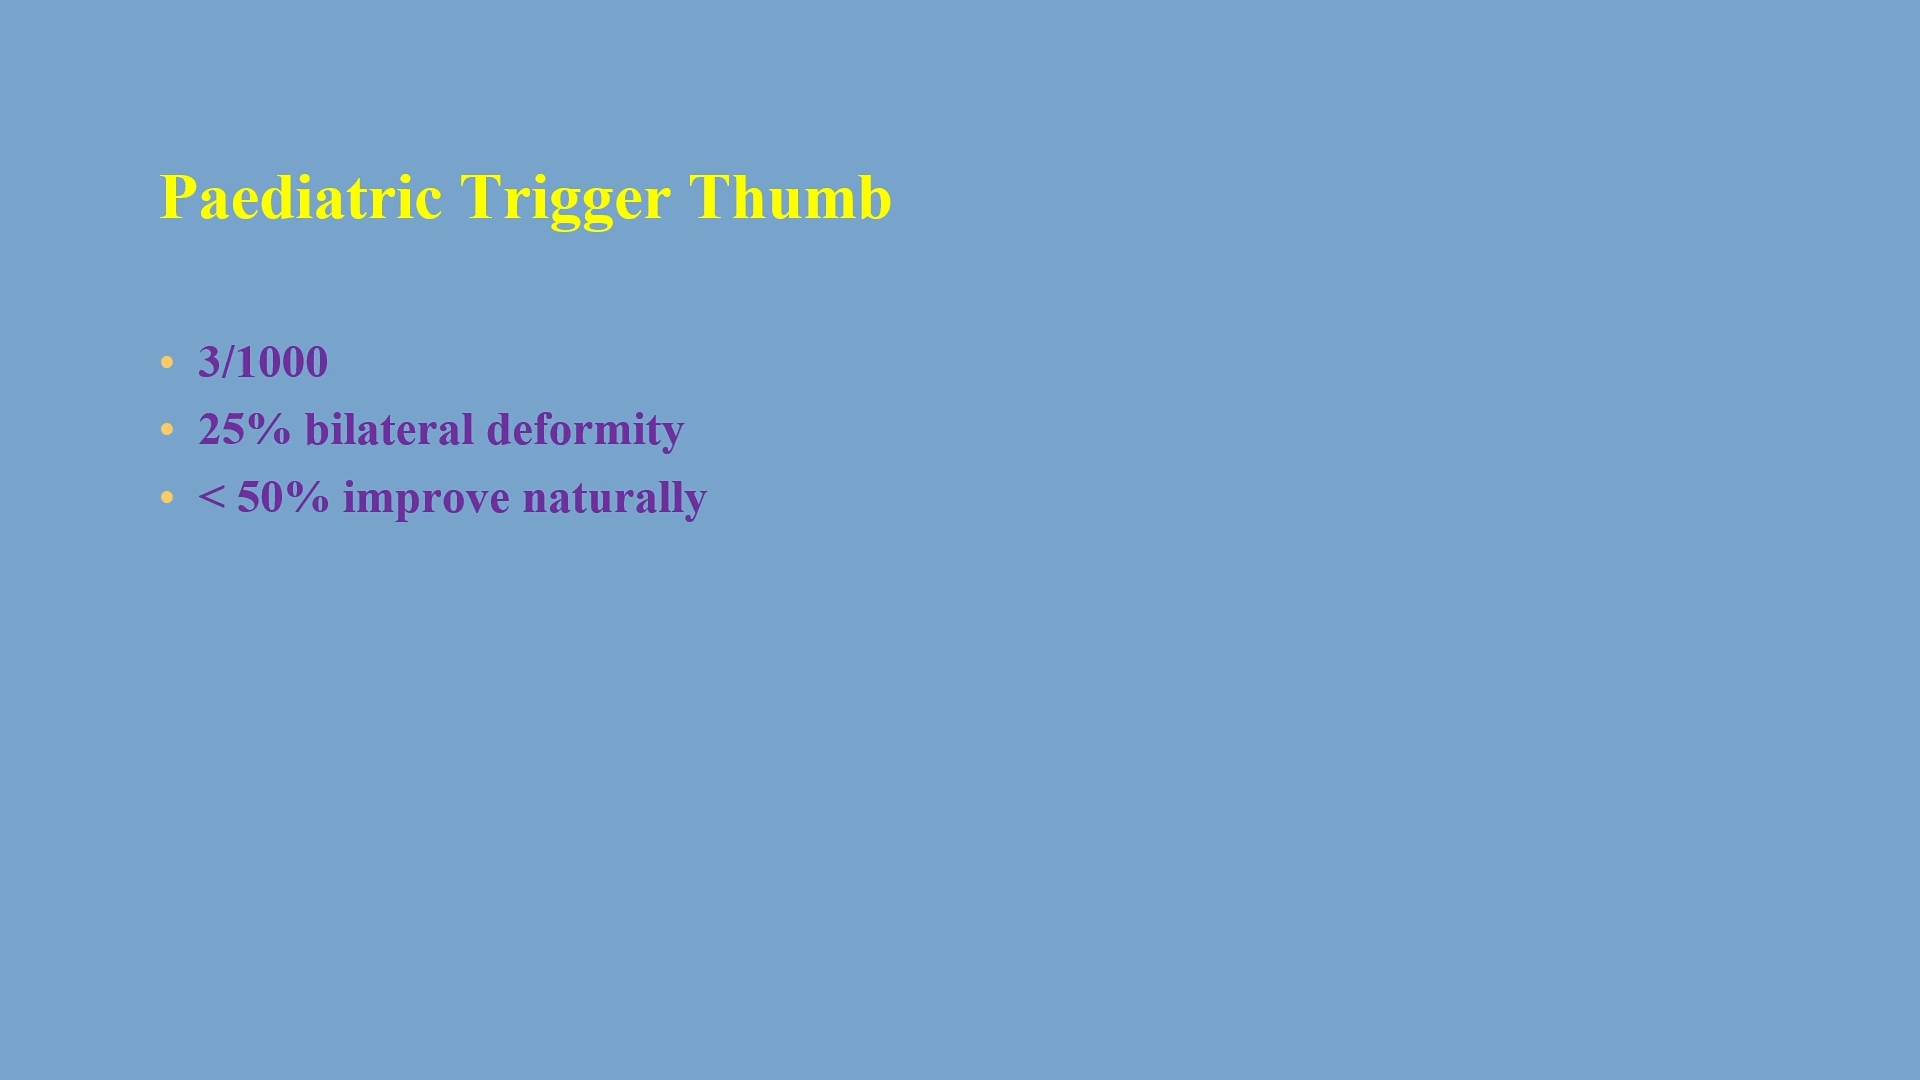 Paediatric Trigger Thumb
• 3/1000
• 25% bilateral deformity
• < 50% improve naturally